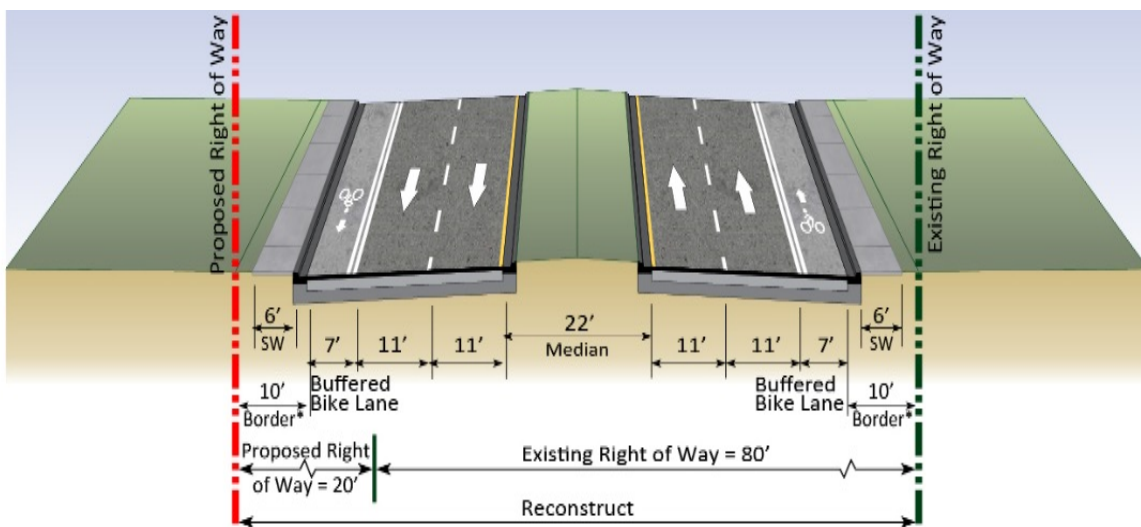 Proposed Right of Way
Existing Right of Way
6’
SW
7’
11’
11’
22’
Median
11’
11’
7’
6’
SW
10’
Border*
Buffered
Bike Lane
Buffered
Bike Lane
10’
Border*
Proposed Right
of Way = 20’
Existing Right of Way = 80’
Reconstruct